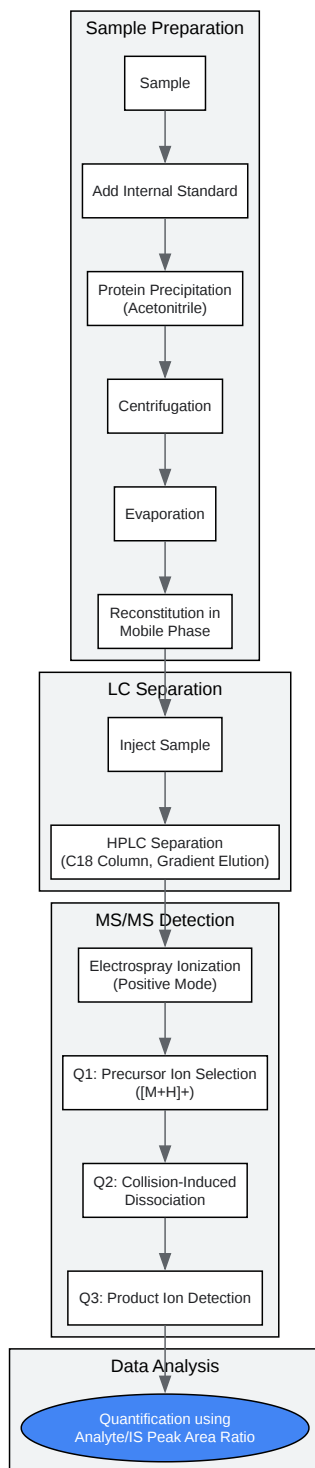 Sample Preparation
Sample
Add Internal Standard
Protein Precipitation
(Acetonitrile)
Centrifugation
Evaporation
Reconstitution in
Mobile Phase
LC Separation
Inject Sample
HPLC Separation
(C18 Column, Gradient Elution)
MS/MS Detection
Electrospray Ionization
(Positive Mode)
Q1: Precursor Ion Selection
([M+H]+)
Q2: Collision-Induced
Dissociation
Q3: Product Ion Detection
Data Analysis
Quantification using
Analyte/IS Peak Area Ratio